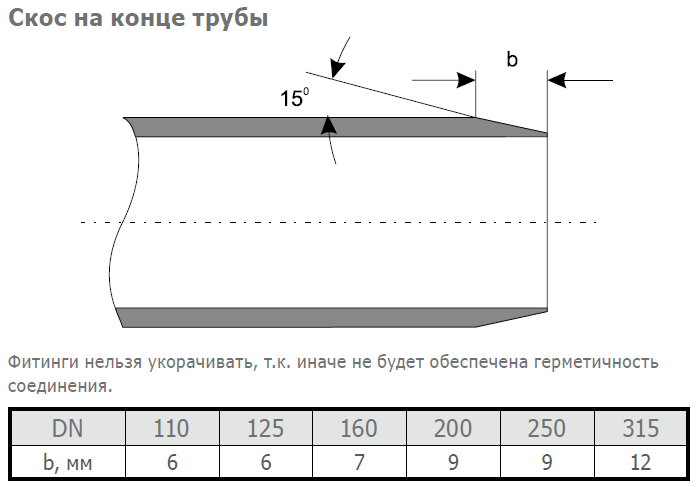 Скос на конце трубы
b
15⁰
Фитинги нельзя укорачивать, т.к. иначе не будет обеспечена герметичность
соединения.
DN 110 125 160 200 250 315
b, мм 6 6 7 9 9 12